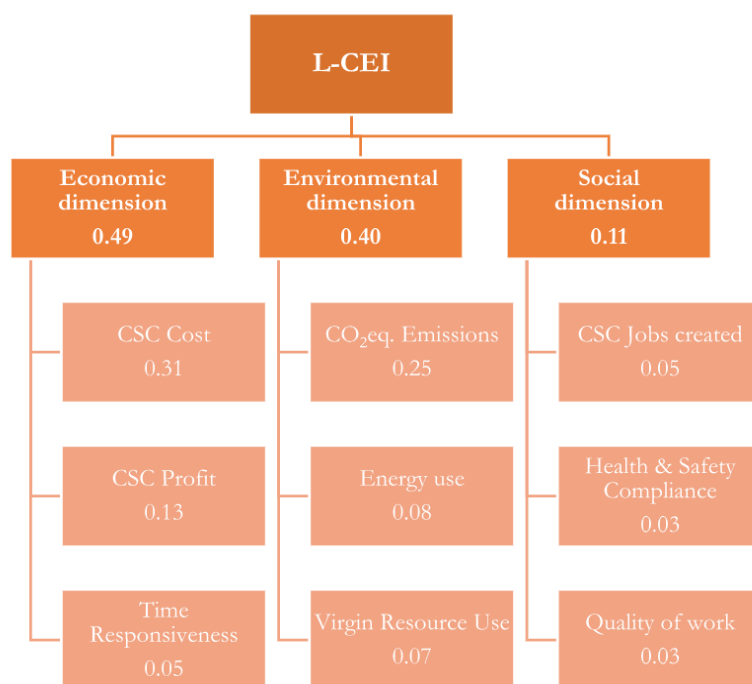 L-CEI
Economic
dimension
0.49
Environmental
dimension
0.40
Social
dimension
0.11
CSC Cost
0.31
CO₂eq. Emissions
0.25
CSC Jobs created
0.05
CSC Profit
0.13
Energy use
0.08
Health & Safety
Compliance
0.03
Time
Responsiveness
0.05
Virgin Resource Use
0.07
Quality of work
0.03